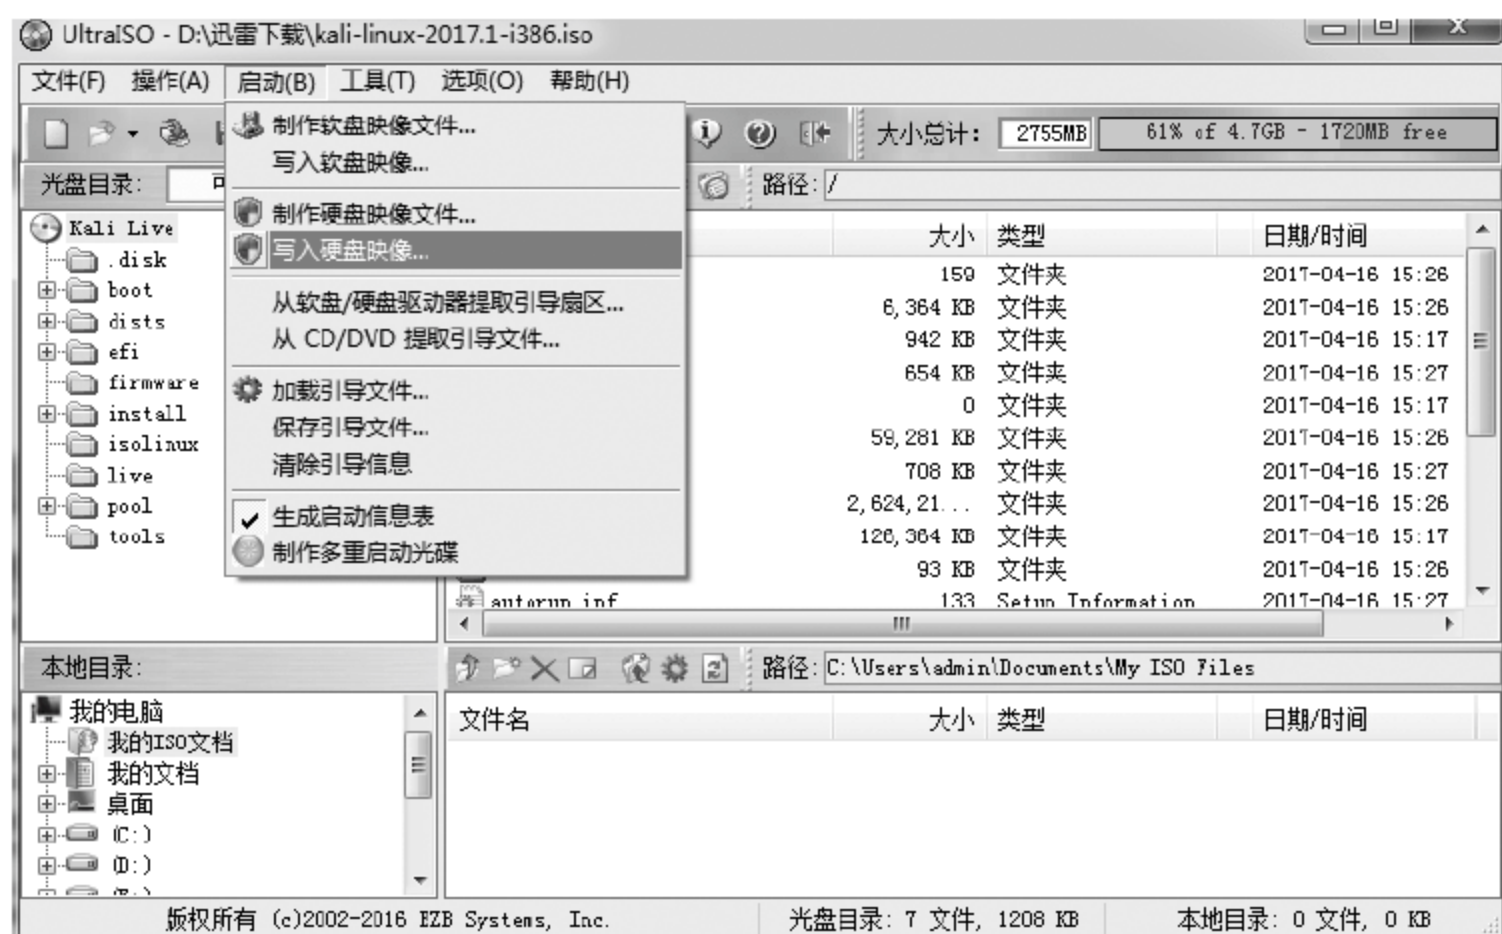 UltraISO - D:\迅雷下载\kali-linux-2017.1-i386.iso
文件(F) 操作(A) 启动(B) 工具(T) 选项(O) 帮助(H)
大小总计: 2755MB 61% of 4.7GB - 1720MB free
制作软盘映像文件...
写入软盘映像...
制作硬盘映像文件...
写入硬盘映像...
从软盘/硬盘驱动器提取引导扇区...
从 CD/DVD 提取引导文件...
加载引导文件...
保存引导文件...
清除引导信息
生成启动信息表
制作多重启动光碟
光盘目录: 可
路径: /
Kali Live
.disk
boot
dists
efi
firmware
install
isolinux
live
pool
tools
大小 类型 日期/时间
159 文件夹 2017-04-16 15:26
6,364 KB 文件夹 2017-04-16 15:26
942 KB 文件夹 2017-04-16 15:17
654 KB 文件夹 2017-04-16 15:27
0 文件夹 2017-04-16 15:17
59,281 KB 文件夹 2017-04-16 15:26
708 KB 文件夹 2017-04-16 15:27
2,624,21... 文件夹 2017-04-16 15:26
126,364 KB 文件夹 2017-04-16 15:17
93 KB 文件夹 2017-04-16 15:26
autorun.inf 133 Setup Information 2017-04-16 15:27
本地目录:
路径: C:\Users\admin\Documents\My ISO Files
我的电脑
我的ISO文档
我的文档
桌面
(C:)
(D:)
文件名 大小 类型 日期/时间
版权所有 (c)2002-2016 EZB Systems, Inc. 光盘目录: 7 文件, 1208 KB 本地目录: 0 文件, 0 KB